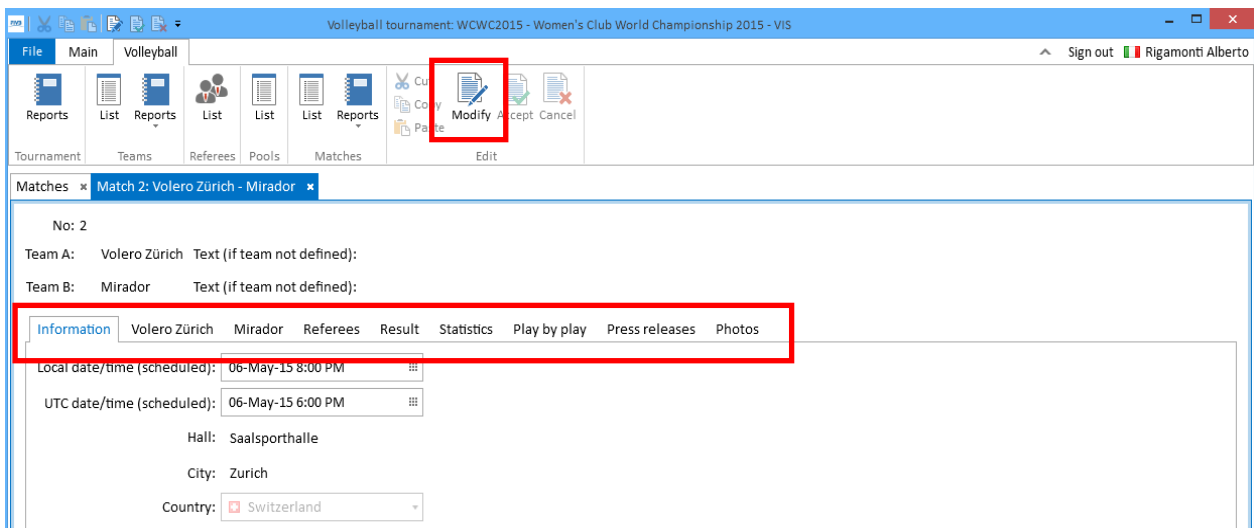 FIVB
Volleyball tournament: WCWC2015 - Women's Club World Championship 2015 - VIS
File Main Volleyball
Sign out Rigamonti Alberto
Reports List Reports List List List Reports
Cut
Copy
Paste
Modify Accept Cancel
Tournament Teams Referees Pools Matches Edit
Matches Match 2: Volero Zürich - Mirador
No: 2
Team A: Volero Zürich Text (if team not defined):
Team B: Mirador Text (if team not defined):
Information Volero Zürich Mirador Referees Result Statistics Play by play Press releases Photos
Local date/time (scheduled): 06-May-15 8:00 PM
UTC date/time (scheduled): 06-May-15 6:00 PM
Hall: Saalsporthalle
City: Zurich
Country: Switzerland